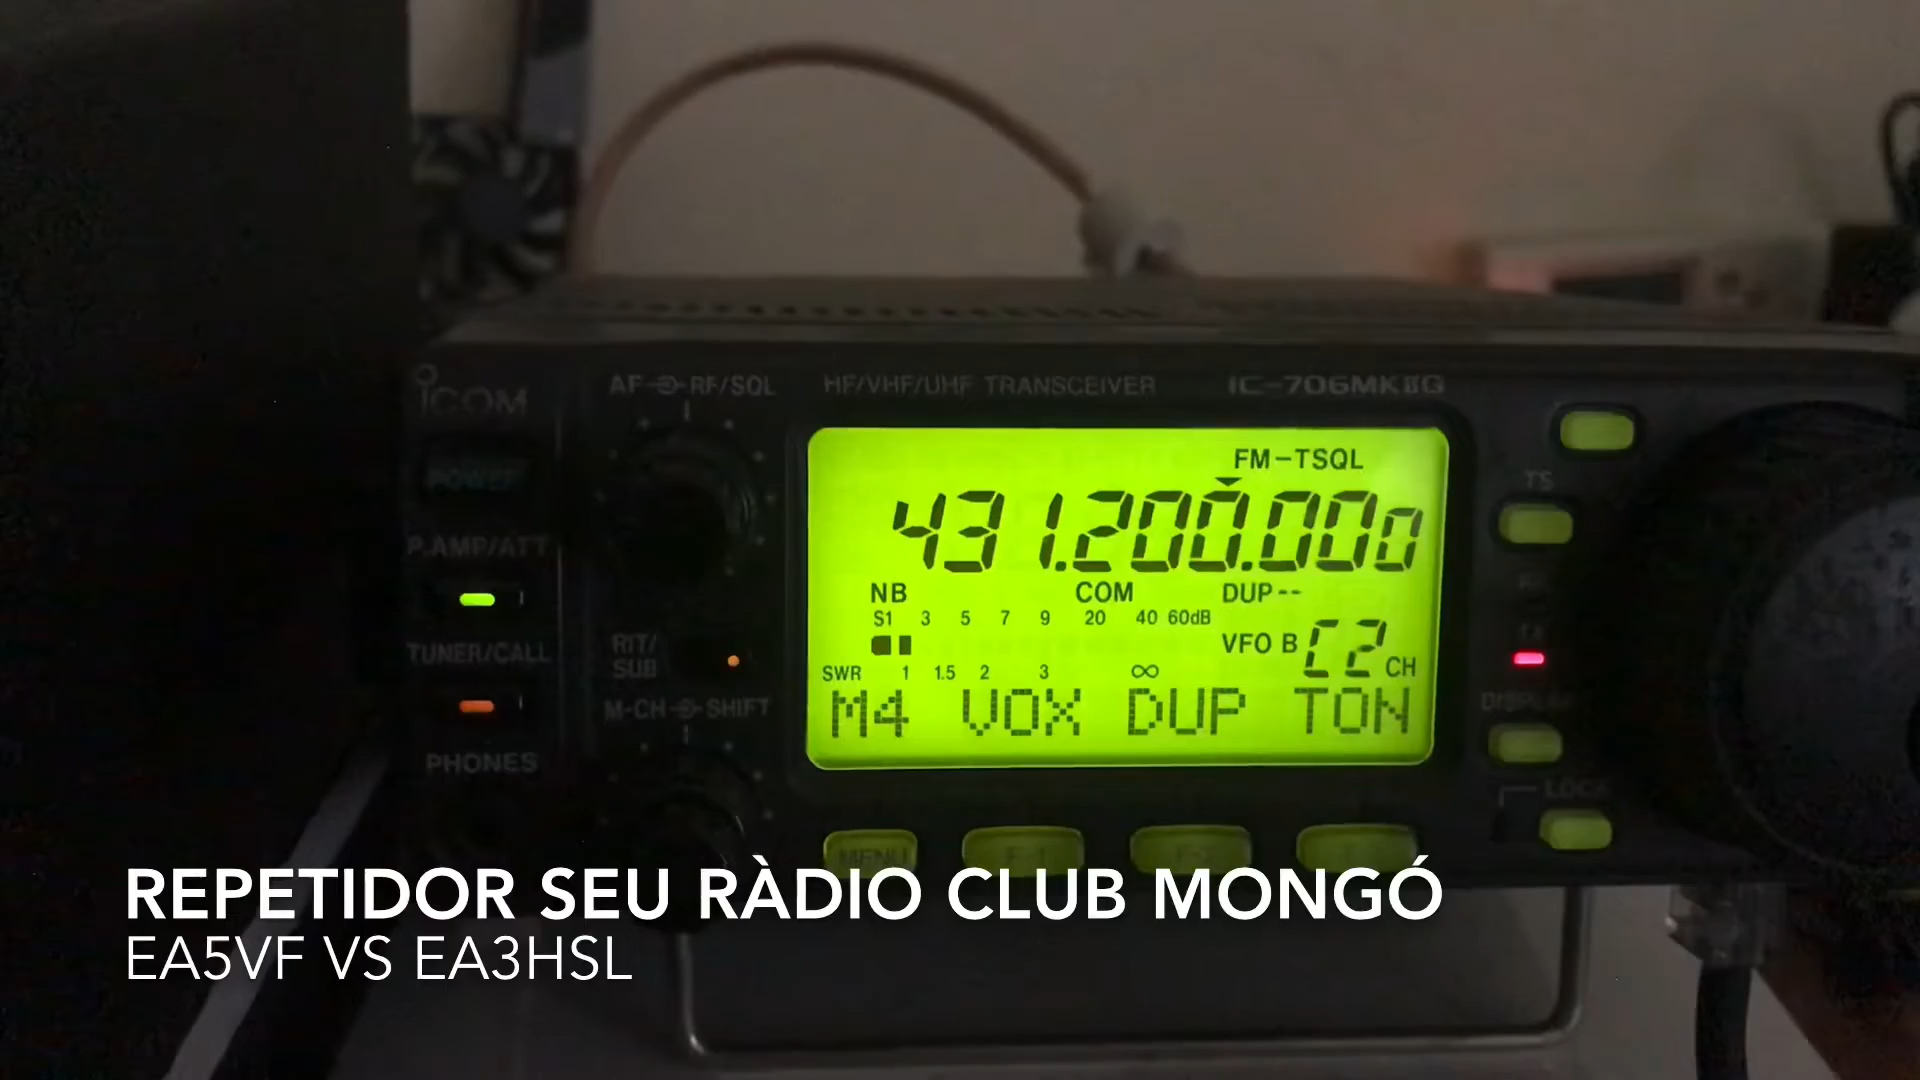 ICOM
AF RF/SQL
HF/VHF/UHF TRANSCEIVER
IC-706MKIIG
POWER
FM-TSQL
TS
431.200.000
P.AMP/ATT
NB COM DUP--
S1 3 5 7 9 20 40 60dB
VFO B C2 CH
TUNER/CALL
RIT/
SUB
SWR 1 1.5 2 3 ∞
M4 VOX DUP TON
M-CH SHIFT
DISPLAY
PHONES
LOCK
MENU F-1
REPETIDOR SEU RÀDIO CLUB MONGÓ
EA5VF VS EA3HSL